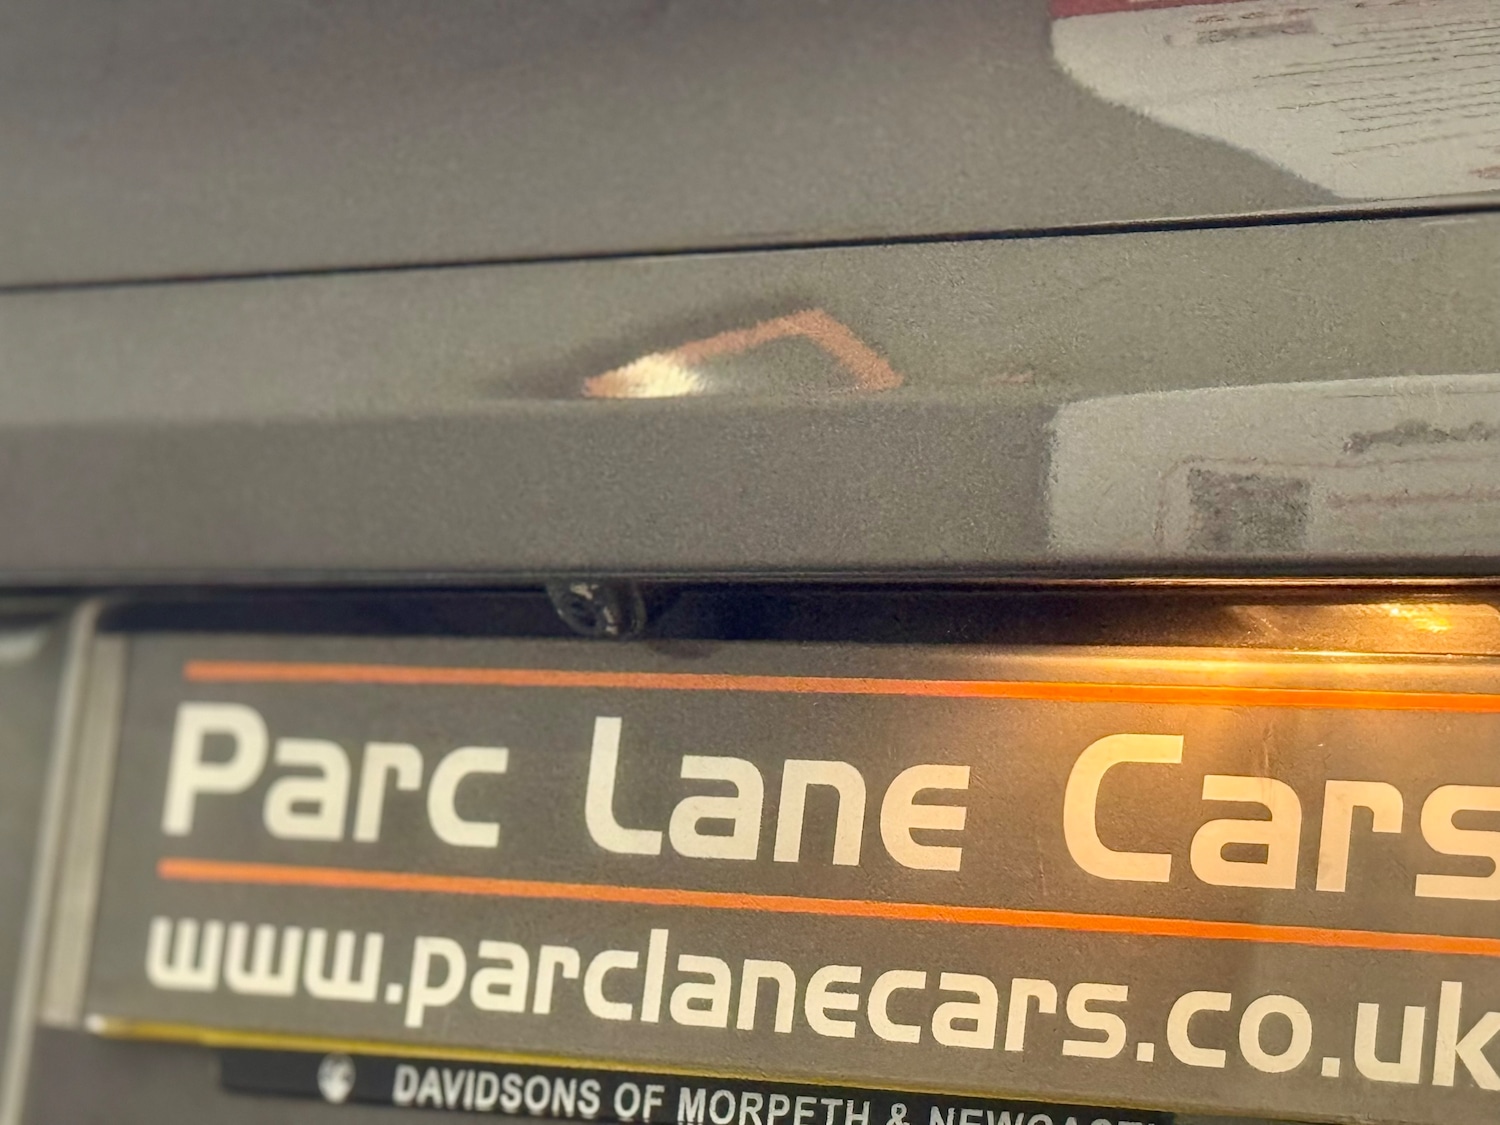 Parc Lane Cars
www.parclanecars.co.uk
DAVIDSONS OF MORPETH &